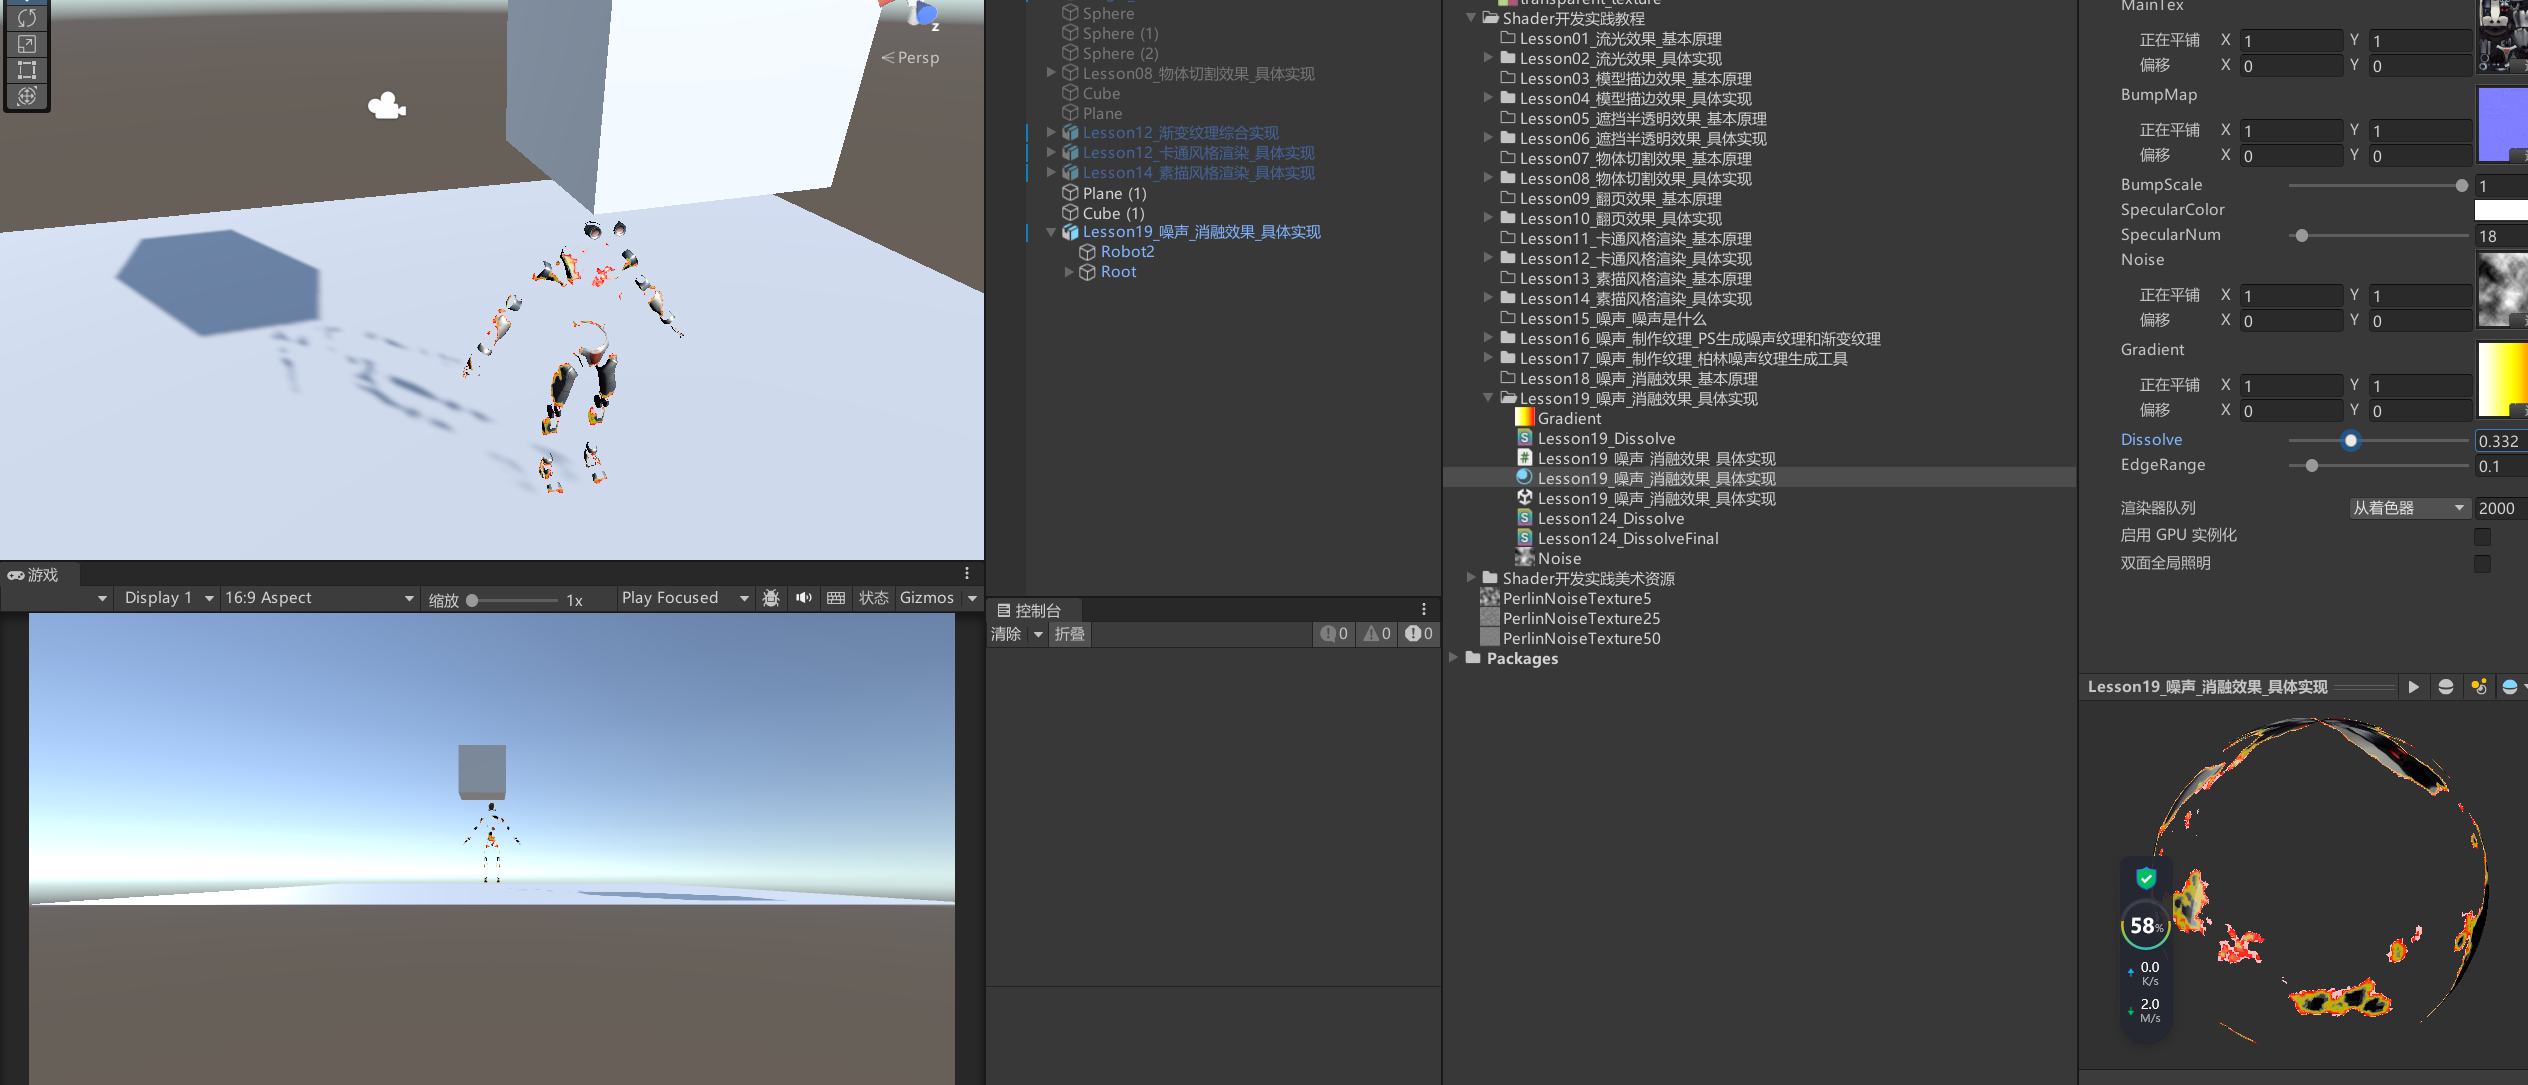 Persp
z
游戏
Display 1
16:9 Aspect
缩放
1x
Play Focused
状态
Gizmos
Sphere
Sphere (1)
Sphere (2)
Lesson08_物体切割效果_具体实现
Cube
Plane
Lesson12_渐变纹理综合实现
Lesson12_卡通风格渲染_具体实现
Lesson14_素描风格渲染_具体实现
Plane (1)
Cube (1)
Lesson19_噪声_消融效果_具体实现
Robot2
Root
控制台
清除
折叠
0
0
0
transparent_texture
Shader开发实践教程
Lesson01_流光效果_基本原理
Lesson02_流光效果_具体实现
Lesson03_模型描边效果_基本原理
Lesson04_模型描边效果_具体实现
Lesson05_遮挡半透明效果_基本原理
Lesson06_遮挡半透明效果_具体实现
Lesson07_物体切割效果_基本原理
Lesson08_物体切割效果_具体实现
Lesson09_翻页效果_基本原理
Lesson10_翻页效果_具体实现
Lesson11_卡通风格渲染_基本原理
Lesson12_卡通风格渲染_具体实现
Lesson13_素描风格渲染_基本原理
Lesson14_素描风格渲染_具体实现
Lesson15_噪声_噪声是什么
Lesson16_噪声_制作纹理_PS生成噪声纹理和渐变纹理
Lesson17_噪声_制作纹理_柏林噪声纹理生成工具
Lesson18_噪声_消融效果_基本原理
Lesson19_噪声_消融效果_具体实现
Gradient
Lesson19_Dissolve
Lesson19_噪声_消融效果_具体实现
Lesson19_噪声_消融效果_具体实现
Lesson19_噪声_消融效果_具体实现
Lesson124_Dissolve
Lesson124_DissolveFinal
Noise
Shader开发实践美术资源
PerlinNoiseTexture5
PerlinNoiseTexture25
PerlinNoiseTexture50
Packages
MainTex
正在平铺 X 1 Y 1
偏移 X 0 Y 0
BumpMap
正在平铺 X 1 Y 1
偏移 X 0 Y 0
BumpScale 1
SpecularColor
SpecularNum 18
Noise
正在平铺 X 1 Y 1
偏移 X 0 Y 0
Gradient
正在平铺 X 1 Y 1
偏移 X 0 Y 0
Dissolve 0.332
EdgeRange 0.1
渲染器队列 从着色器 2000
启用 GPU 实例化
双面全局照明
Lesson19_噪声_消融效果_具体实现
58%
0.0
K/s
2.0
M/s